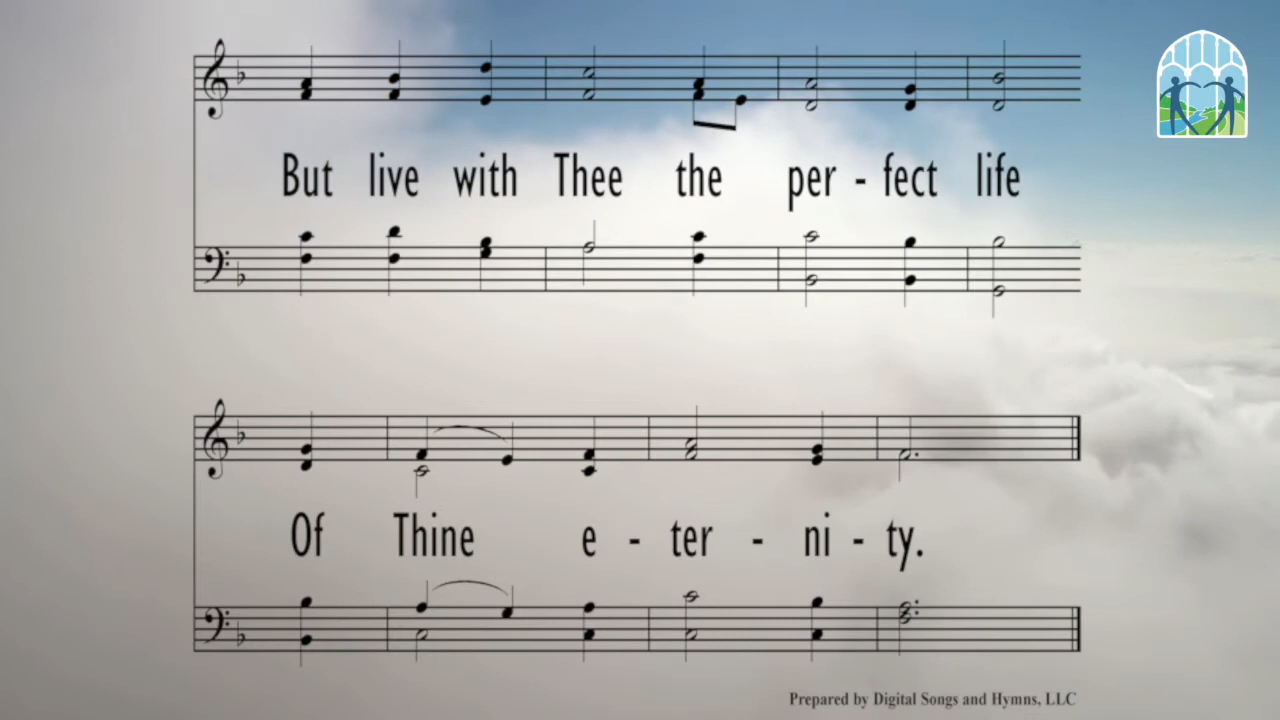 But live with Thee the per - fect life
Of Thine e - ter - ni - ty.
Prepared by Digital Songs and Hymns, LLC